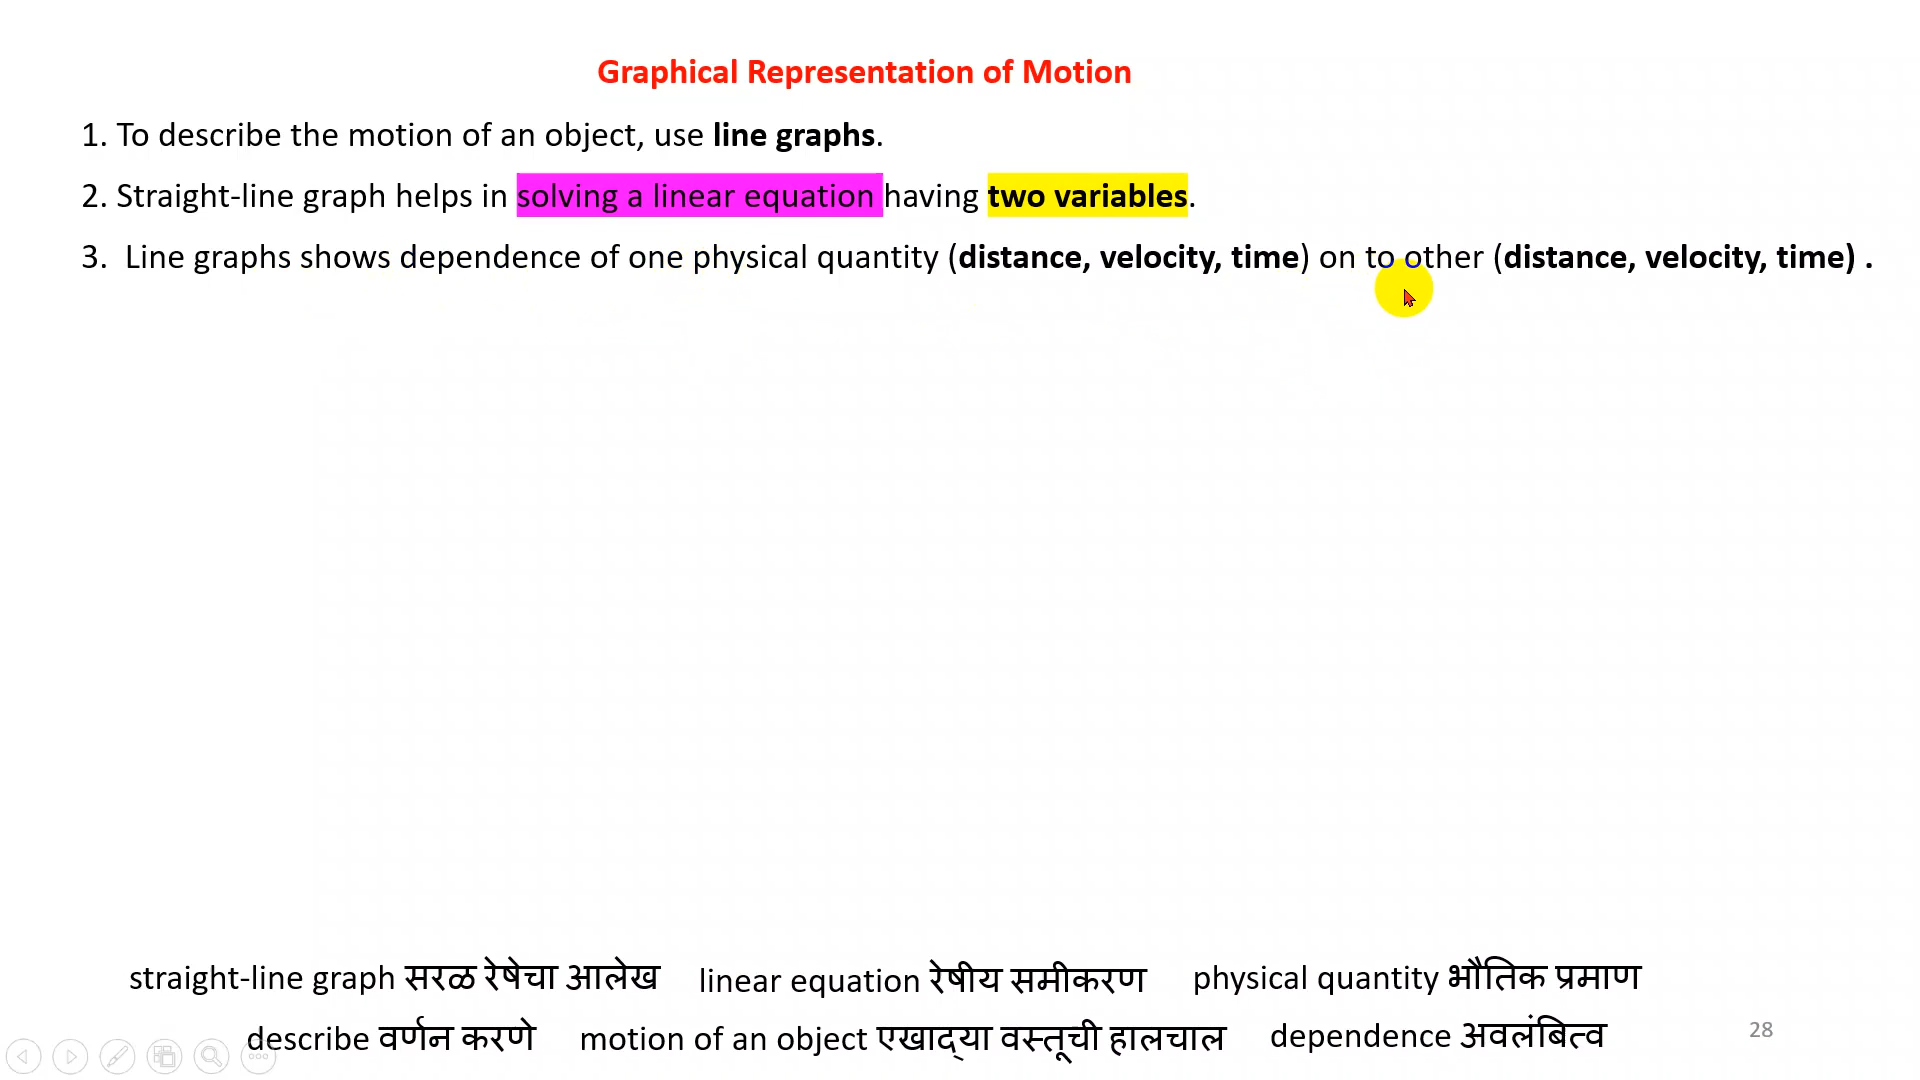 Graphical Representation of Motion
1. To describe the motion of an object, use line graphs.
2. Straight-line graph helps in solving a linear equation having two variables.
3. Line graphs shows dependence of one physical quantity (distance, velocity, time) on to other (distance, velocity, time) .
straight-line graph सरळ रेषेचा आलेख linear equation रेषीय समीकरण physical quantity भौतिक प्रमाण
describe वर्णन करणे motion of an object एखाद्या वस्तूची हालचाल dependence अवलंबित्व 28